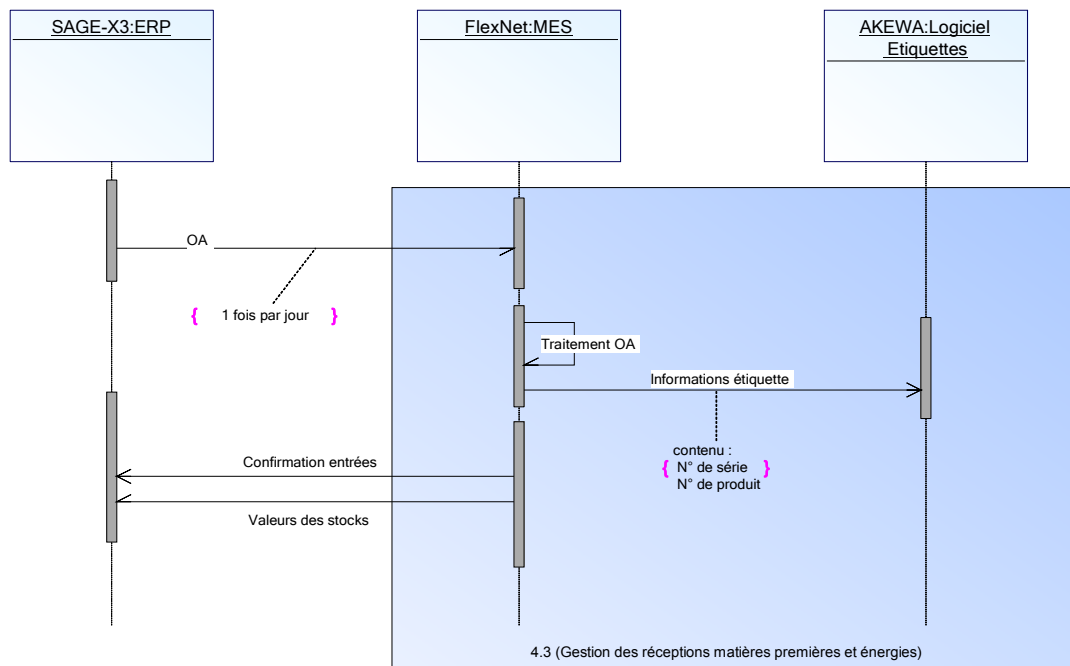 SAGE-X3:ERP
FlexNet:MES
AKEWA:Logiciel
Etiquettes
OA
{ 1 fois par jour }
Traitement OA
Informations étiquette
contenu :
{ N° de série }
N° de produit
Confirmation entrées
Valeurs des stocks
4.3 (Gestion des réceptions matières premières et énergies)